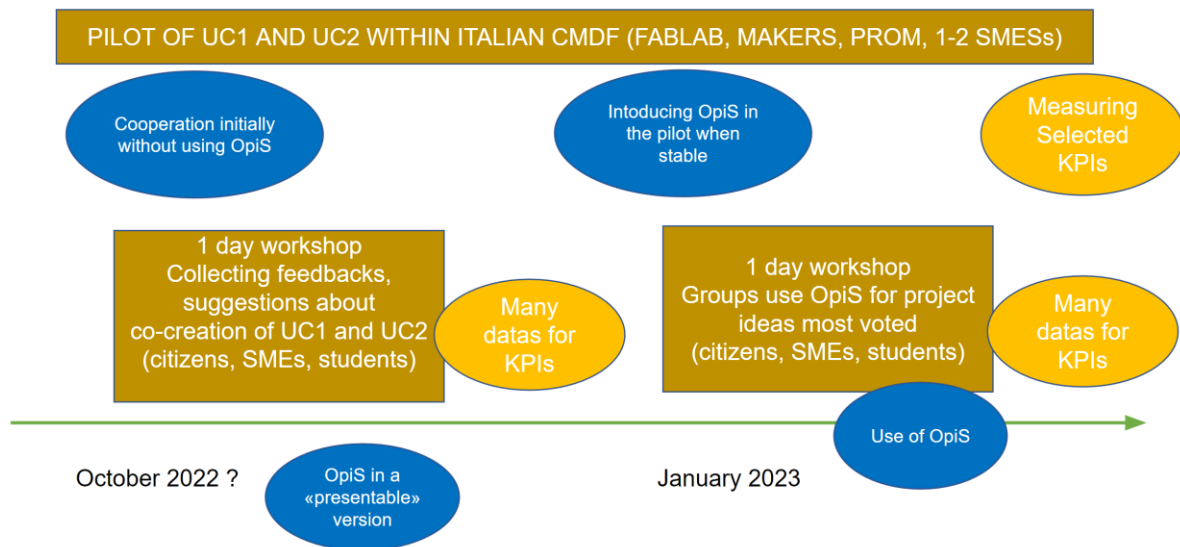 PILOT OF UC1 AND UC2 WITHIN ITALIAN CMDF (FABLAB, MAKERS, PROM, 1-2 SMESs)
Cooperation initially
without using OpiS
Intoducing OpiS in
the pilot when
stable
Measuring
Selected
KPIs
1 day workshop
Collecting feedbacks,
suggestions about
co-creation of UC1 and UC2
(citizens, SMEs, students)
Many
datas for
KPIs
1 day workshop
Groups use OpiS for project
ideas most voted
(citizens, SMEs, students)
Many
datas for
KPIs
Use of OpiS
October 2022 ?
OpiS in a
«presentable»
version
January 2023